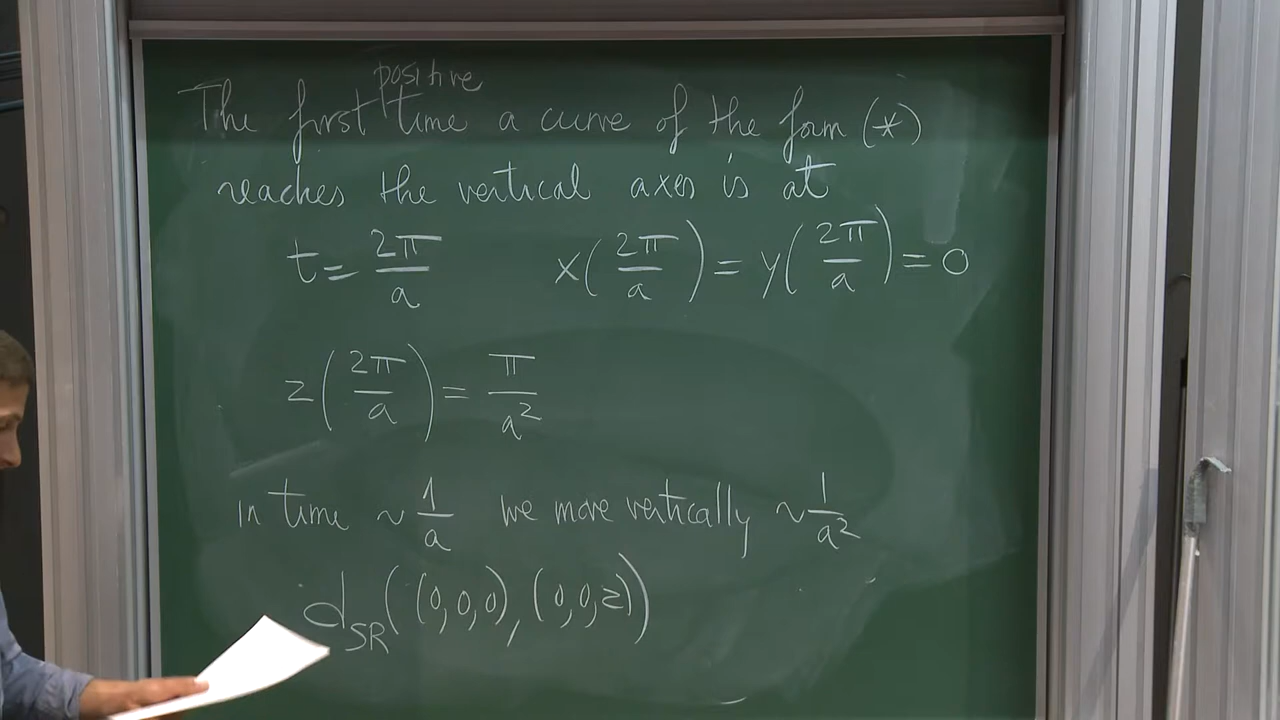 positive
The first time a curve of the form (*)
reaches the vertical axes is at
t = 2π/a x(2π/a) = y(2π/a) = 0
z(2π/a) = π/a²
in time ~ 1/a we move vertically ~ 1/a²
d_SR((0,0,0),(0,0,z))